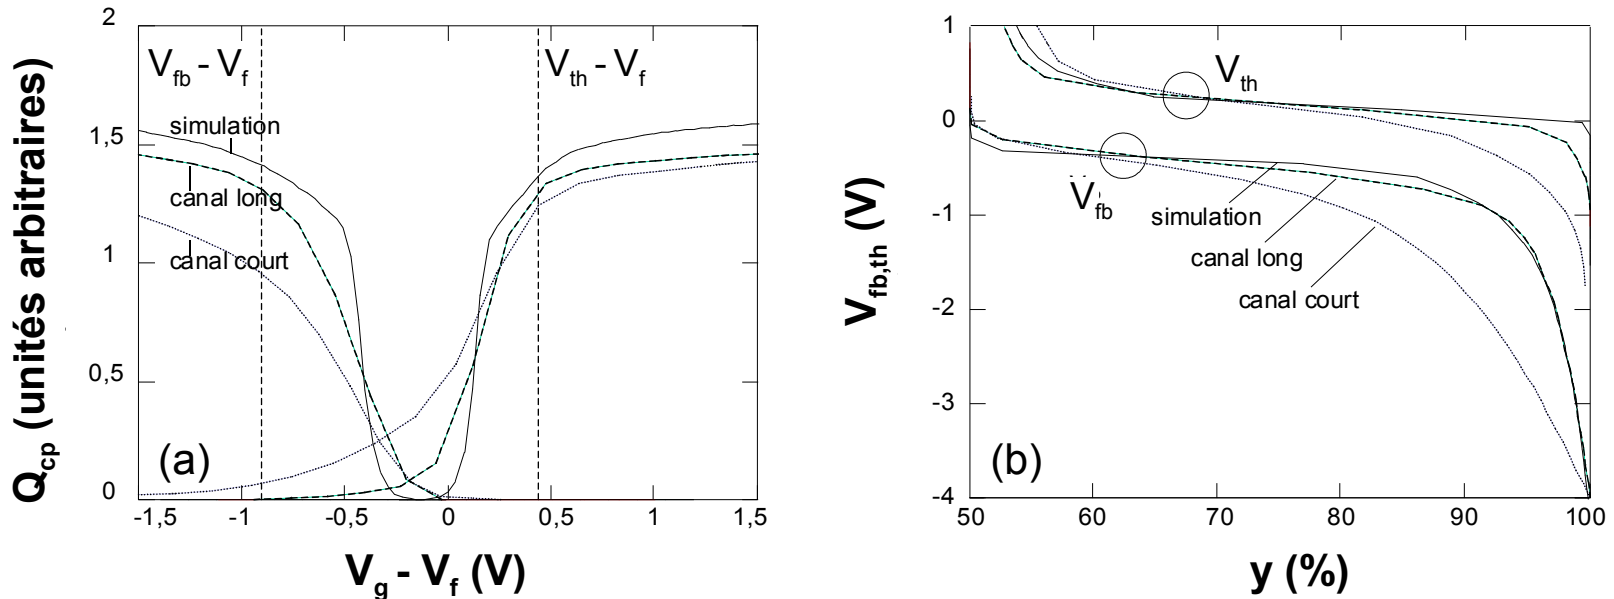 2
1,5
1
0,5
0
-1,5
-1
-0,5
0
0,5
1
1,5
Q_cp (unités arbitraires)
V_g - V_f (V)
V_fb - V_f
V_th - V_f
simulation
canal long
canal court
(a)
1
0
-1
-2
-3
-4
50
60
70
80
90
100
V_fb,th (V)
y (%)
V_th
V_fb
simulation
canal long
canal court
(b)